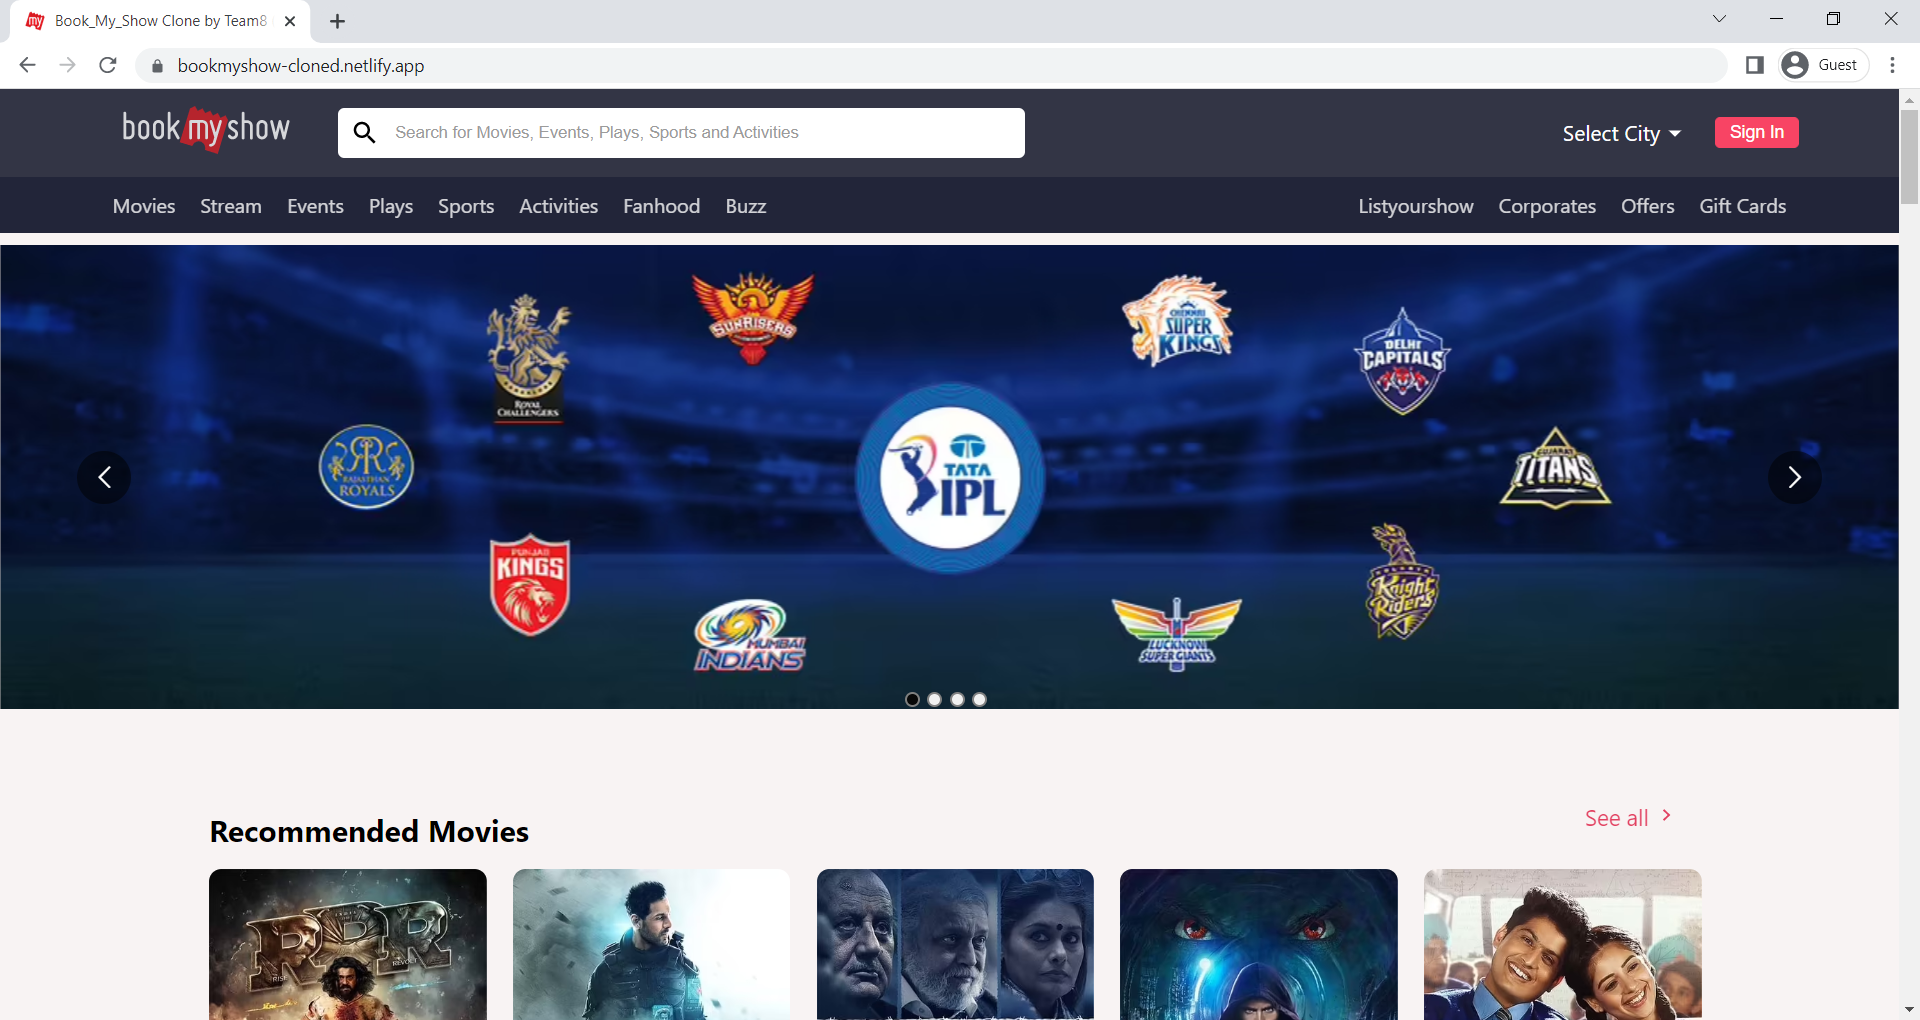 Book_My_Show Clone by Team8
bookmyshow-cloned.netlify.app
Guest
book my show
Search for Movies, Events, Plays, Sports and Activities
Select City
Sign In
Movies Stream Events Plays Sports Activities Fanhood Buzz
Listyourshow Corporates Offers Gift Cards
SUNRISERS
CHENNAI
SUPER
KINGS
DELHI
CAPITALS
ROYAL
CHALLENGERS
RAJASTHAN
ROYALS
TATA
IPL
GUJARAT
TITANS
PUNJAB
KINGS
KOLKATA
Knight
Riders
MUMBAI
INDIANS
LUCKNOW
SUPER GIANTS
Recommended Movies
See all
RRR
RISE
REVOLT